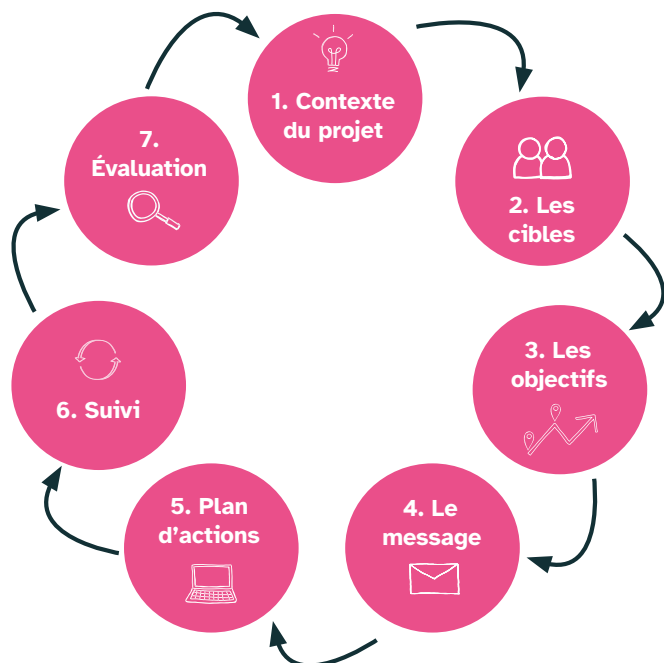 1. Contexte
du projet
2. Les
cibles
3. Les
objectifs
4. Le
message
5. Plan
d’actions
6. Suivi
7.
Évaluation